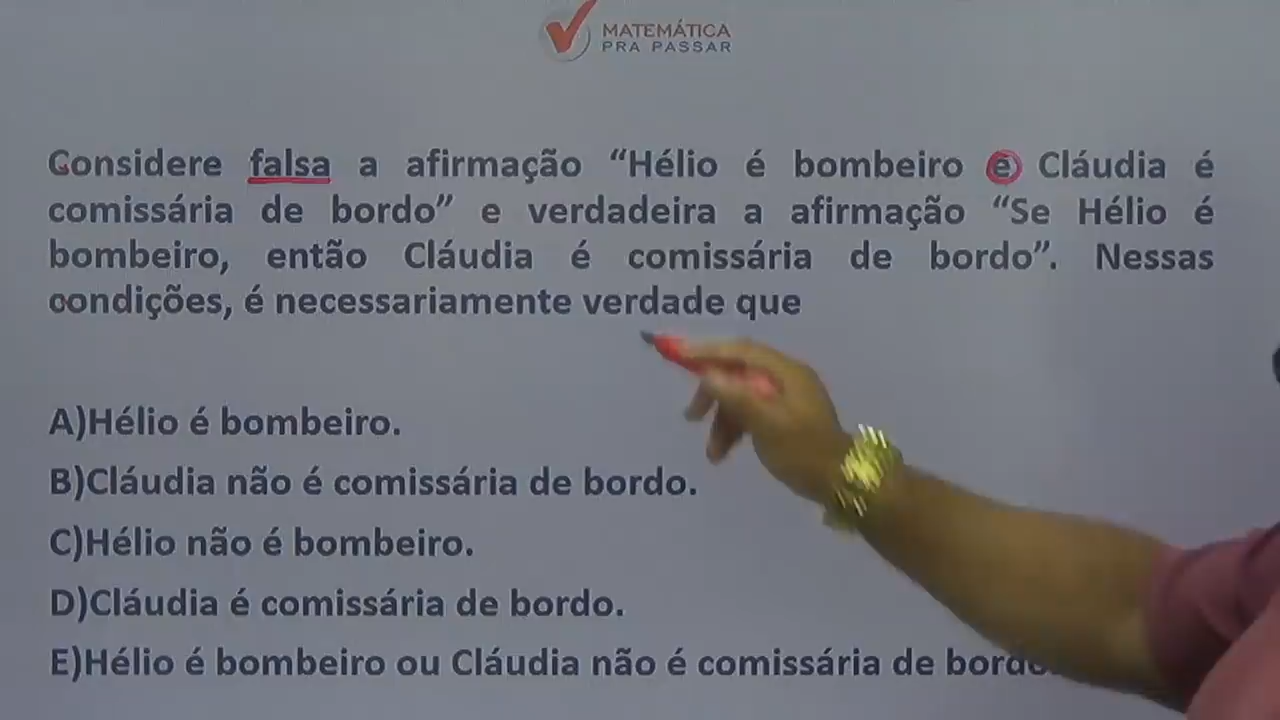 MATEMÁTICA
PRA PASSAR
Considere falsa a afirmação “Hélio é bombeiro e Cláudia é
comissária de bordo” e verdadeira a afirmação “Se Hélio é
bombeiro, então Cláudia é comissária de bordo”. Nessas
condições, é necessariamente verdade que
A)Hélio é bombeiro.
B)Cláudia não é comissária de bordo.
C)Hélio não é bombeiro.
D)Cláudia é comissária de bordo.
E)Hélio é bombeiro ou Cláudia não é comissária de bordo.